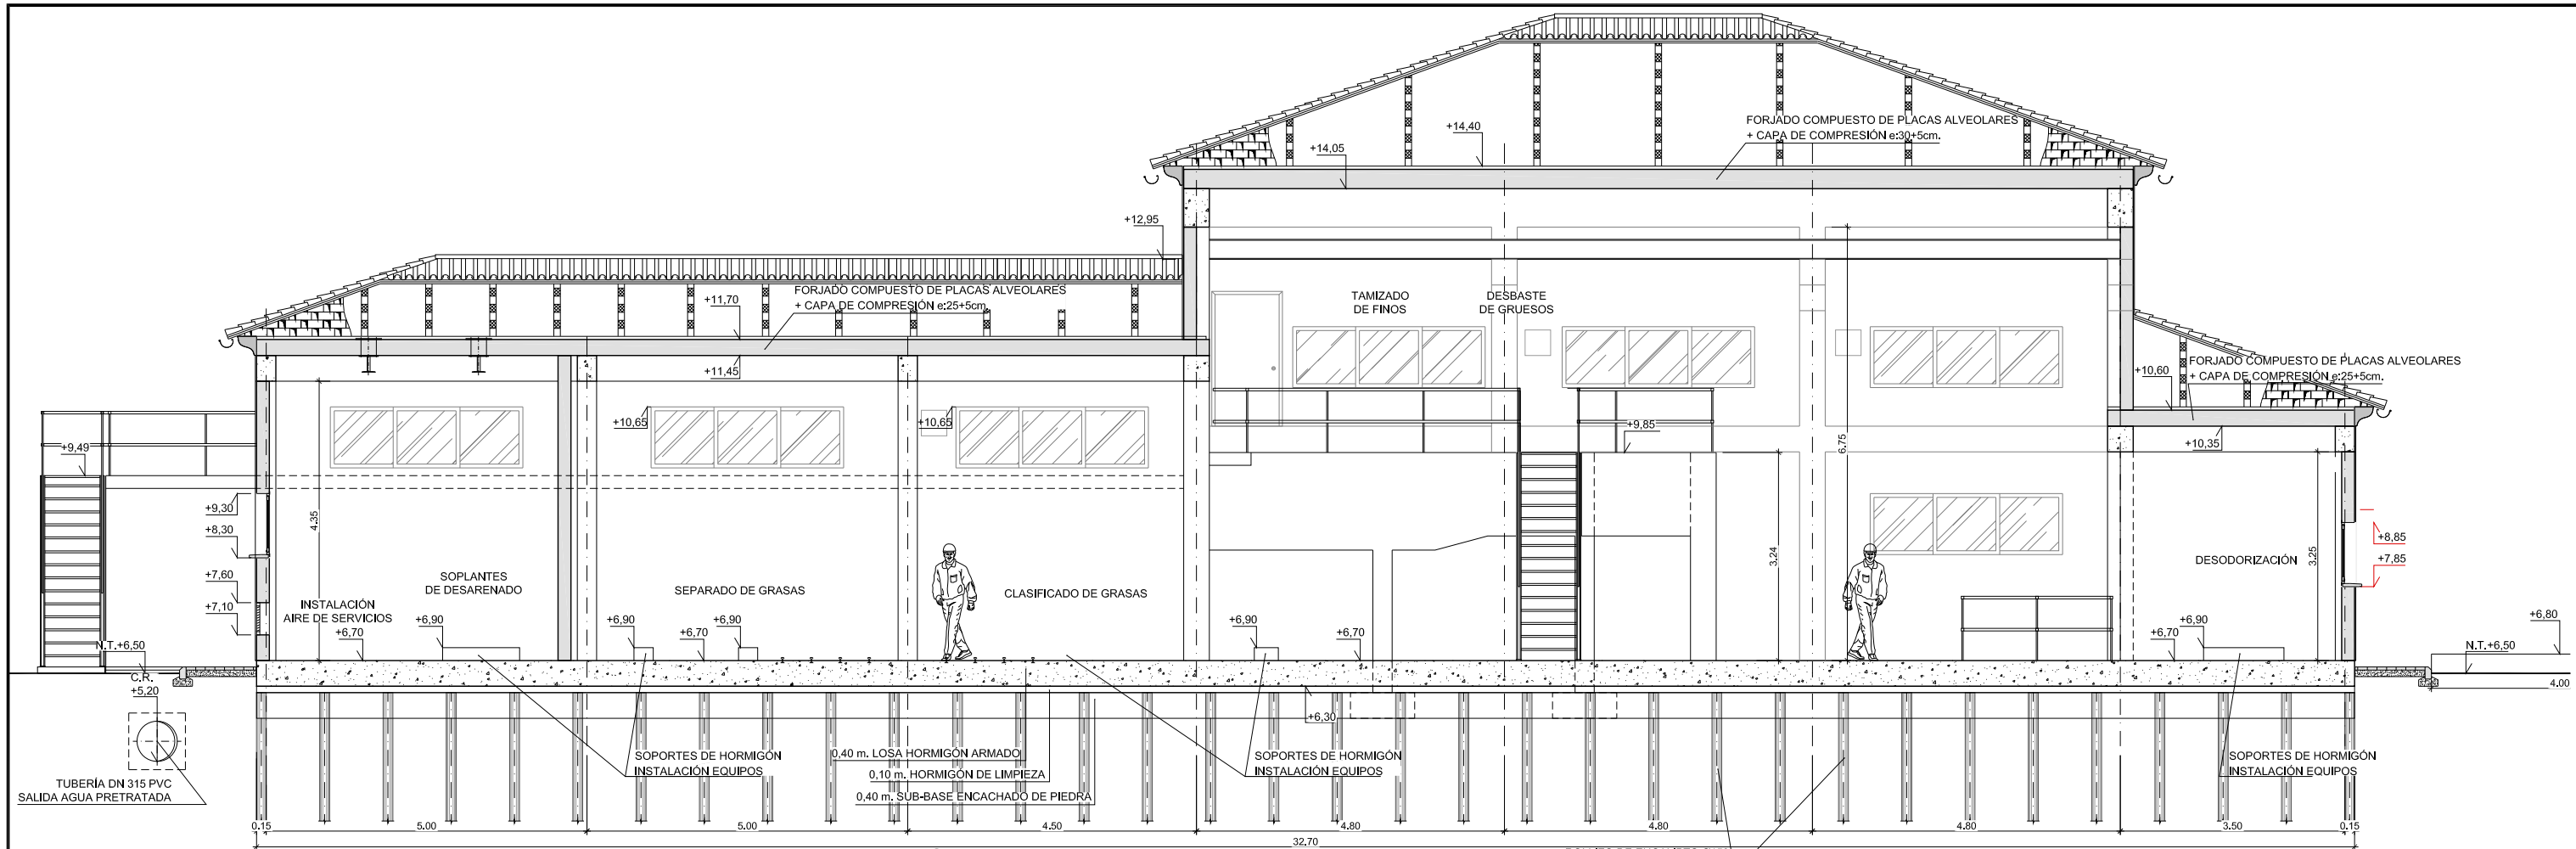 FORJADO COMPUESTO DE PLACAS ALVEOLARES
+ CAPA DE COMPRESIÓN e:30+5cm.
+14,40
+14,05
+12,95
FORJADO COMPUESTO DE PLACAS ALVEOLARES
+ CAPA DE COMPRESIÓN e:25+5cm.
+11,70
+11,45
TAMIZADO
DE FINOS
DESBASTE
DE GRUESOS
FORJADO COMPUESTO DE PLACAS ALVEOLARES
+ CAPA DE COMPRESIÓN e:25+5cm.
+10,60
+10,35
+10,65
+10,65
+9,85
6.75
+9,49
+9,30
+8,30
+7,60
+7,10
4.35
3.24
3.25
+8,85
+7,85
DESODORIZACIÓN
SOPLANTES
DE DESARENADO
SEPARADO DE GRASAS
CLASIFICADO DE GRASAS
INSTALACIÓN
AIRE DE SERVICIOS
+6,70
+6,90
+6,90
+6,70
+6,90
+6,90
+6,70
+6,90
+6,70
+6,80
N.T.+6,50
N.T.+6,50
4.00
C.R.
+5,20
+6,30
TUBERÍA DN 315 PVC
SALIDA AGUA PRETRATADA
SOPORTES DE HORMIGÓN
INSTALACIÓN EQUIPOS
0,40 m. LOSA HORMIGÓN ARMADO
0,10 m. HORMIGÓN DE LIMPIEZA
0,40 m. SUB-BASE ENCACHADO DE PIEDRA
SOPORTES DE HORMIGÓN
INSTALACIÓN EQUIPOS
SOPORTES DE HORMIGÓN
INSTALACIÓN EQUIPOS
0.15
5.00
5.00
4.50
4.80
4.80
4.80
3.50
0.15
32.70